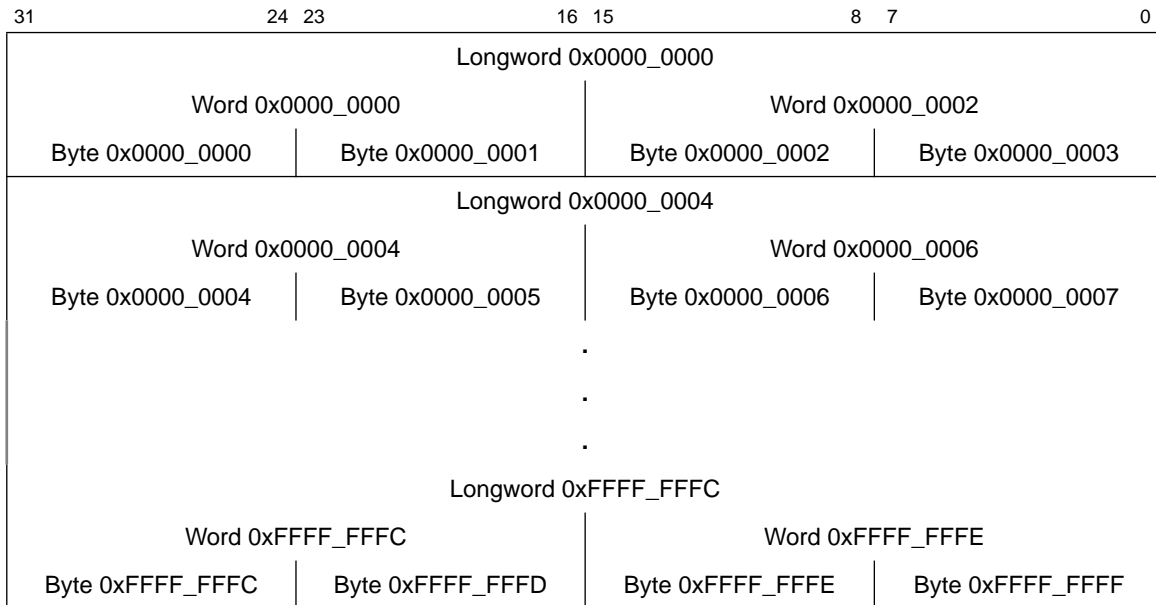 31 24 23 16 15 8 7 0
Longword 0x0000_0000
Word 0x0000_0000 Word 0x0000_0002
Byte 0x0000_0000 Byte 0x0000_0001 Byte 0x0000_0002 Byte 0x0000_0003
Longword 0x0000_0004
Word 0x0000_0004 Word 0x0000_0006
Byte 0x0000_0004 Byte 0x0000_0005 Byte 0x0000_0006 Byte 0x0000_0007
.
.
.
Longword 0xFFFF_FFFC
Word 0xFFFF_FFFC Word 0xFFFF_FFFE
Byte 0xFFFF_FFFC Byte 0xFFFF_FFFD Byte 0xFFFF_FFFE Byte 0xFFFF_FFFF